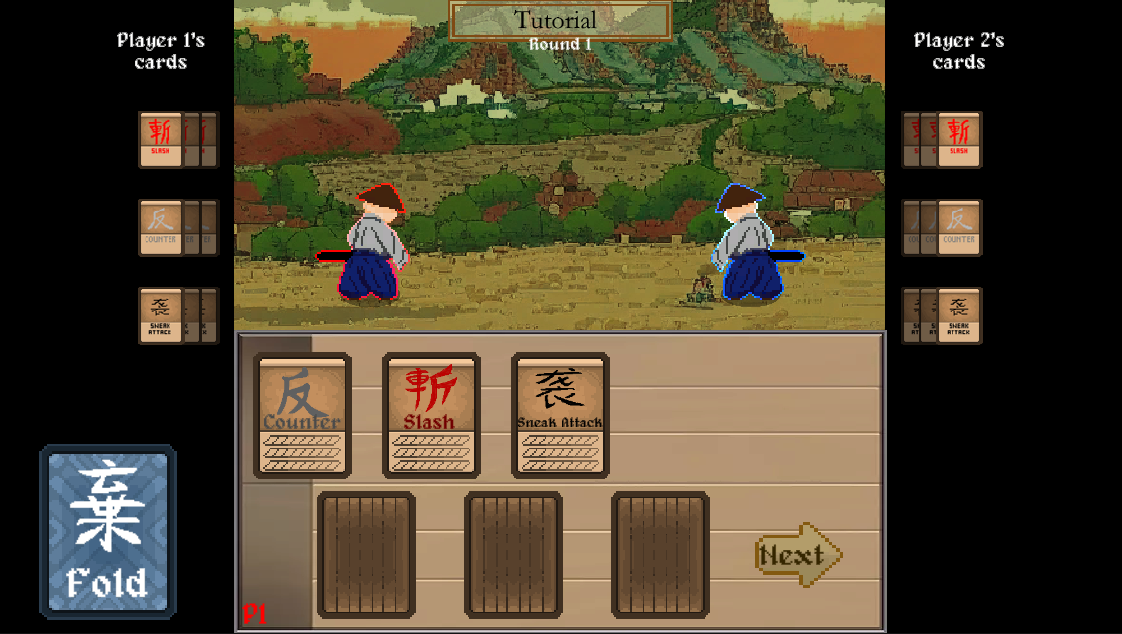 Tutorial
Round 1
Player 1's
cards
Player 2's
cards
斬
SLASH
斬
SLASH
反
COUNTER
ER
反
COUNTER
袭
SNEAK
ATTACK
袭
SNEAK
ATTACK
反
Counter
斬
Slash
袭
Sneak Attack
棄
Fold
Next
P1